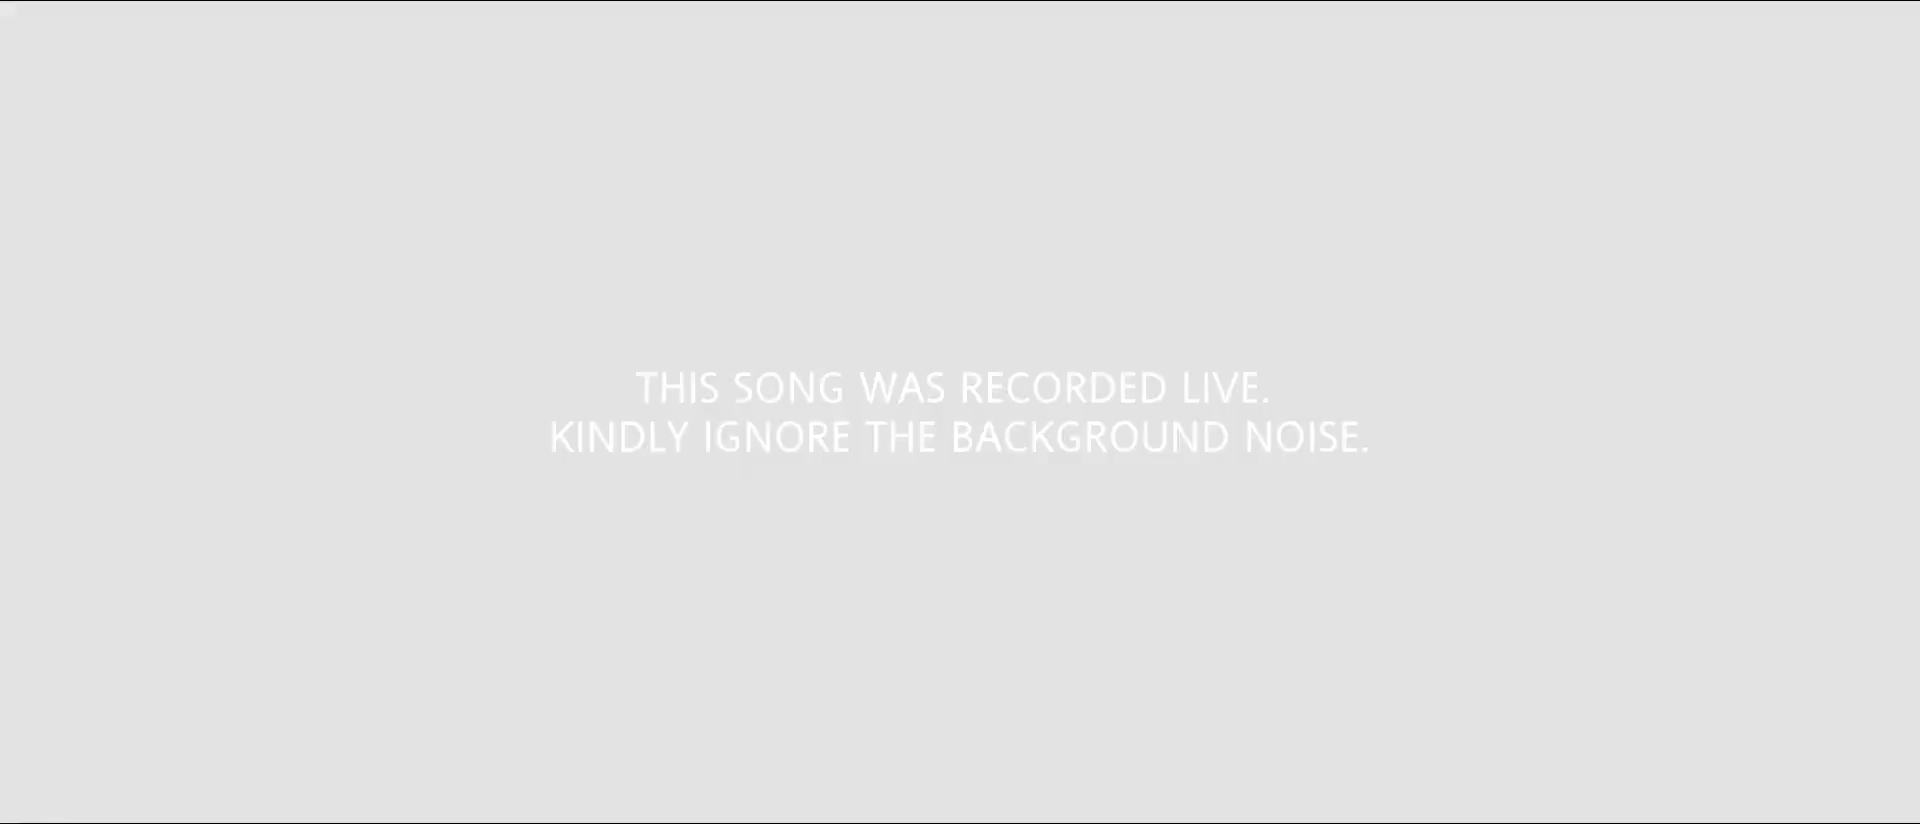 THIS SONG WAS RECORDED LIVE.
KINDLY IGNORE THE BACKGROUND NOISE.